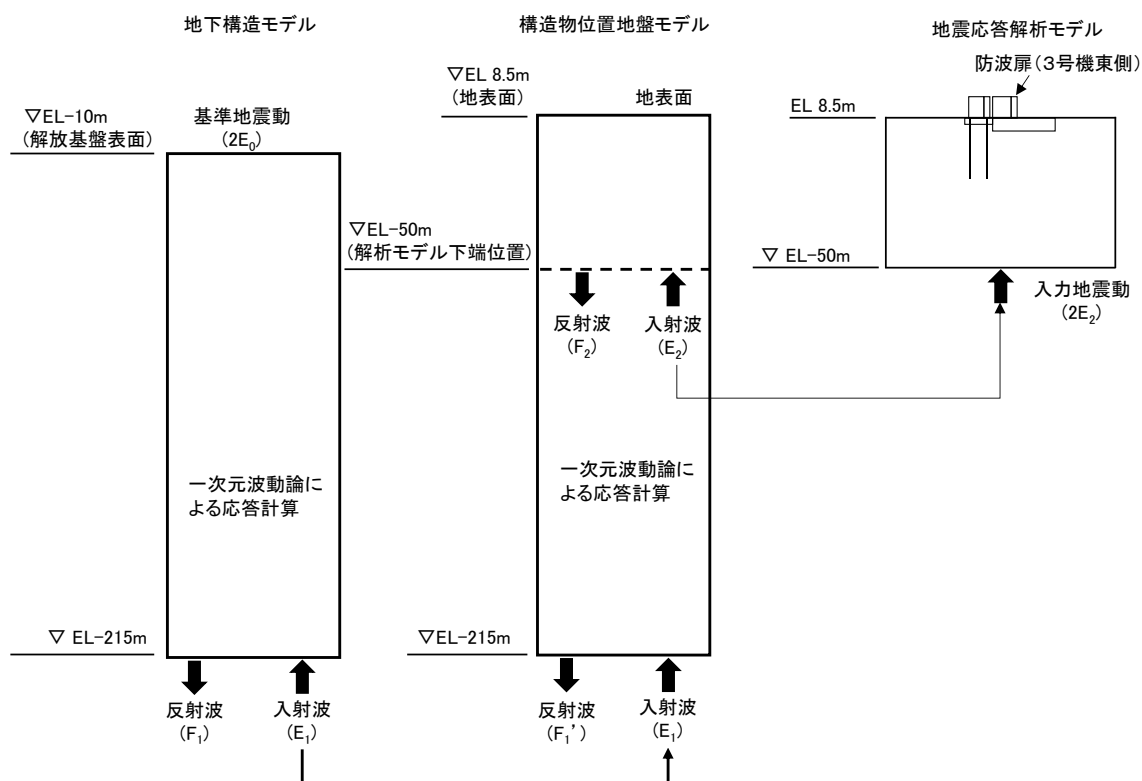 地下構造モデル
▽EL-10m
(解放基盤表面)
基準地震動
(2E₀)
一次元波動論に
よる応答計算
▽ EL-215m
反射波
(F₁)
入射波
(E₁)
構造物位置地盤モデル
▽EL 8.5m
(地表面)
地表面
▽EL-50m
(解析モデル下端位置)
反射波
(F₂)
入射波
(E₂)
一次元波動論に
よる応答計算
▽EL-215m
反射波
(F₁’)
入射波
(E₁)
地震応答解析モデル
防波扉(3号機東側)
EL 8.5m
▽ EL-50m
入力地震動
(2E₂)